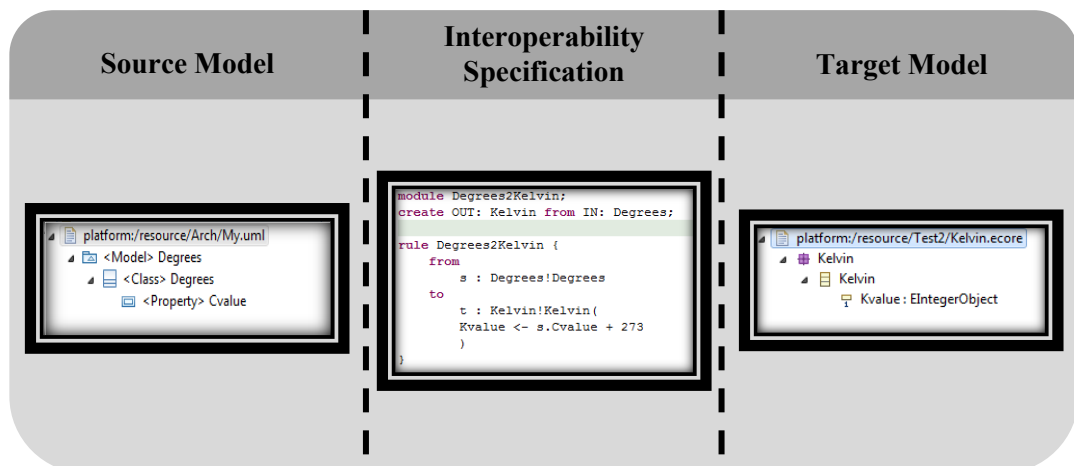 Source Model
Interoperability
Specification
Target Model
platform:/resource/Arch/My.uml
<Model> Degrees
<Class> Degrees
<Property> Cvalue
module Degrees2Kelvin;
create OUT: Kelvin from IN: Degrees;
rule Degrees2Kelvin {
from
s : Degrees!Degrees
to
t : Kelvin!Kelvin(
Kvalue <- s.Cvalue + 273
)
}
platform:/resource/Test2/Kelvin.ecore
Kelvin
Kelvin
Kvalue : EIntegerObject